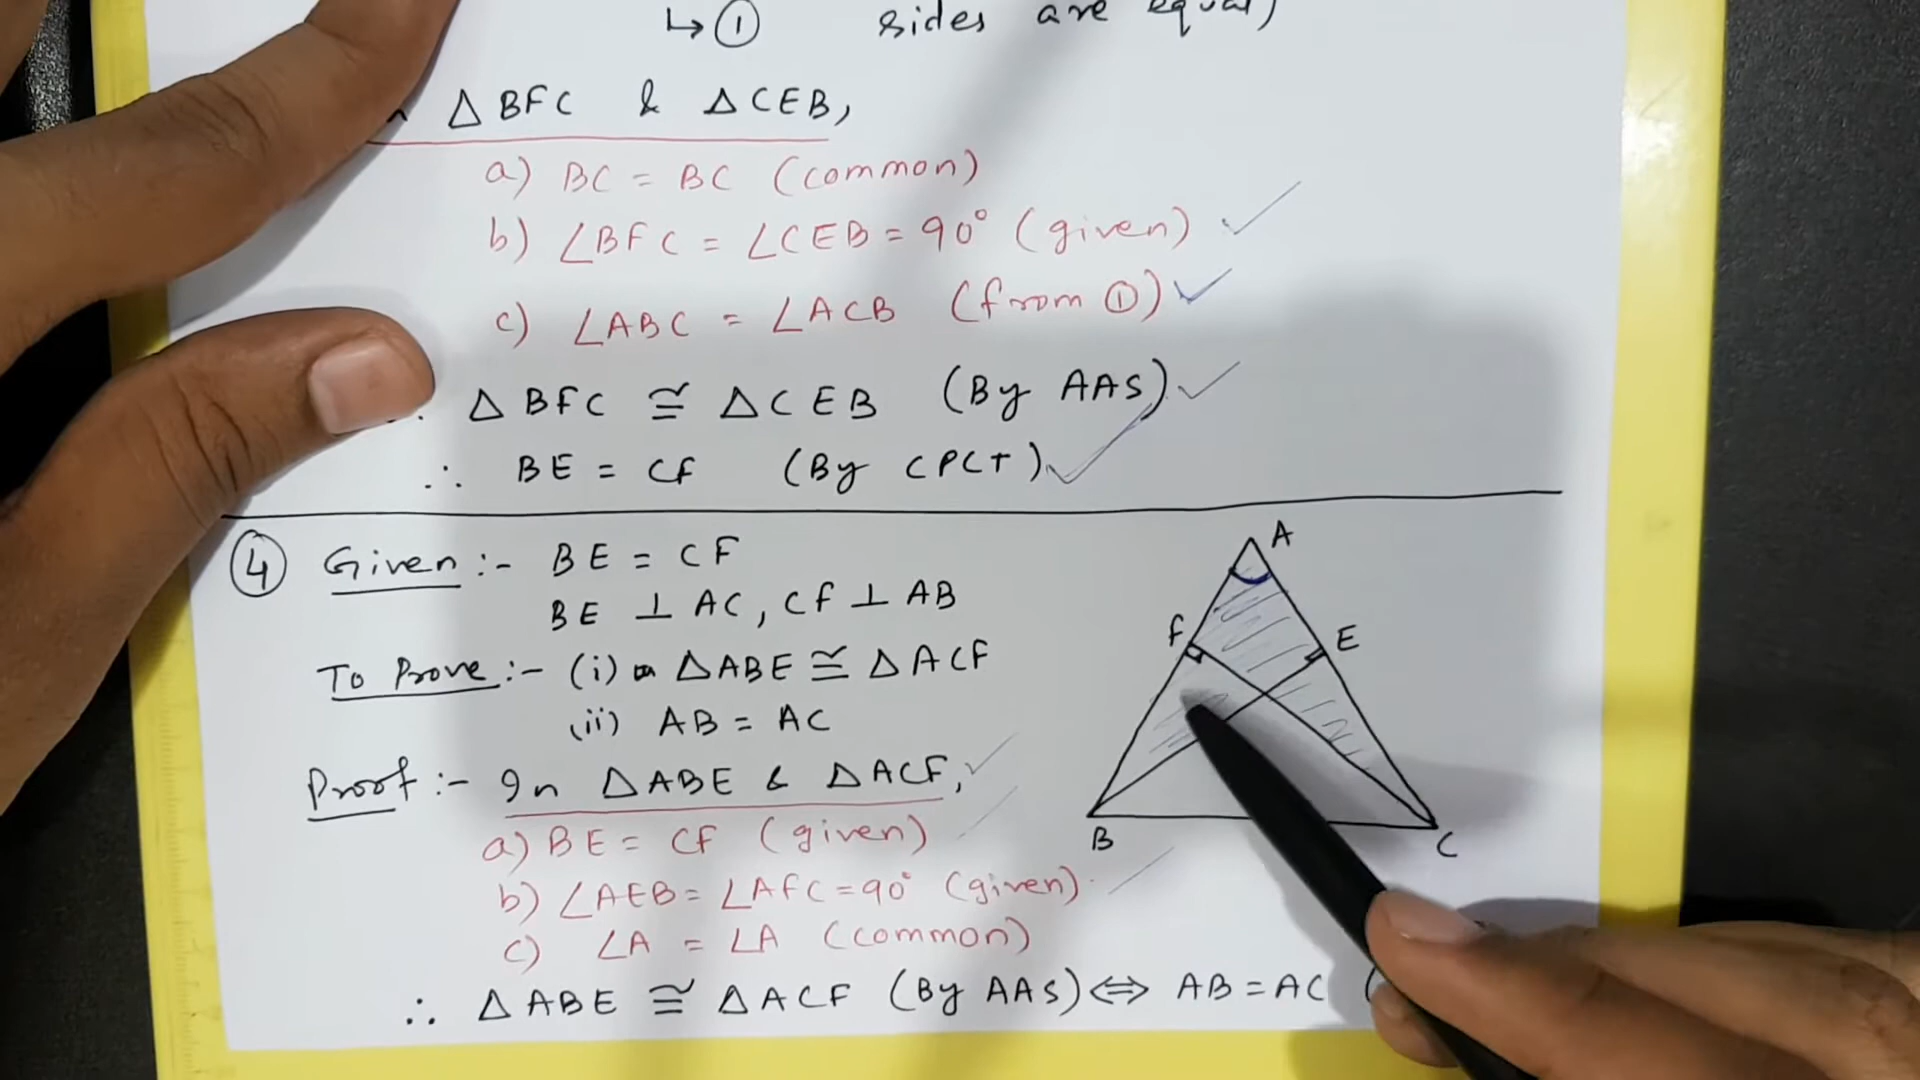 ↳ ① sides are equal)
△BFC & △CEB,
a) BC = BC (common)
b) ∠BFC = ∠CEB = 90° (given)
c) ∠ABC = ∠ACB (from ①)
∴ △BFC ≅ △CEB (By AAS)
∴ BE = CF (By CPCT)
④ Given :- BE = CF
BE ⊥ AC, CF ⊥ AB
To Prove :- (i) △ABE ≅ △ACF
(ii) AB = AC
Proof :- In △ABE & △ACF,
a) BE = CF (given)
b) ∠AEB = ∠AFC = 90° (given)
c) ∠A = ∠A (common)
∴ △ABE ≅ △ACF (By AAS) ⇔ AB = AC (
A
F
E
B
C